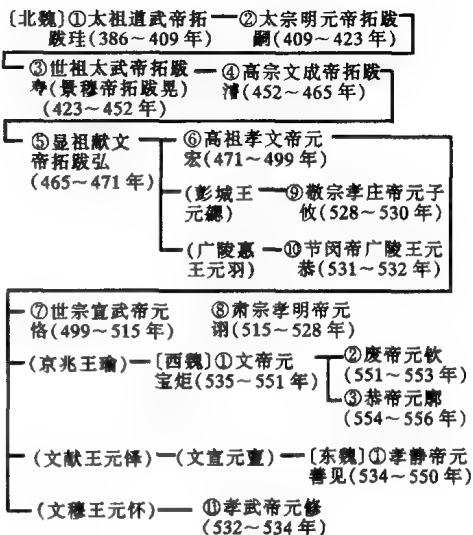 〔北魏〕①太祖道武帝拓 ②太宗明元帝拓跋
跋珪(386～409年) 嗣(409～423年)
③世祖太武帝拓跋 ④高宗文成帝拓跋
焘(景穆帝拓跋晃) 濬(452～465年)
(423～452年)
⑤显祖献文 ⑥高祖孝文帝元
帝拓跋弘 宏(471～499年)
(465～471年)
(彭城王 ⑨敬宗孝庄帝元子
元勰) 攸(528～530年)
(广陵惠 ⑩节闵帝广陵王元
王元羽) 恭(531～532年)
⑦世宗宣武帝元 ⑧肃宗孝明帝元
恪(499～515年) 诩(515～528年)
(京兆王瑜) 〔西魏〕①文帝元 ②废帝元钦
宝炬(535～551年) (551～553年)
③恭帝元廓
(554～556年)
(文献王元怿) (文宣元亶) 〔东魏〕①孝静帝元
善见(534～550年)
(文穆王元怀) ⑪孝武帝元修
(532～534年)